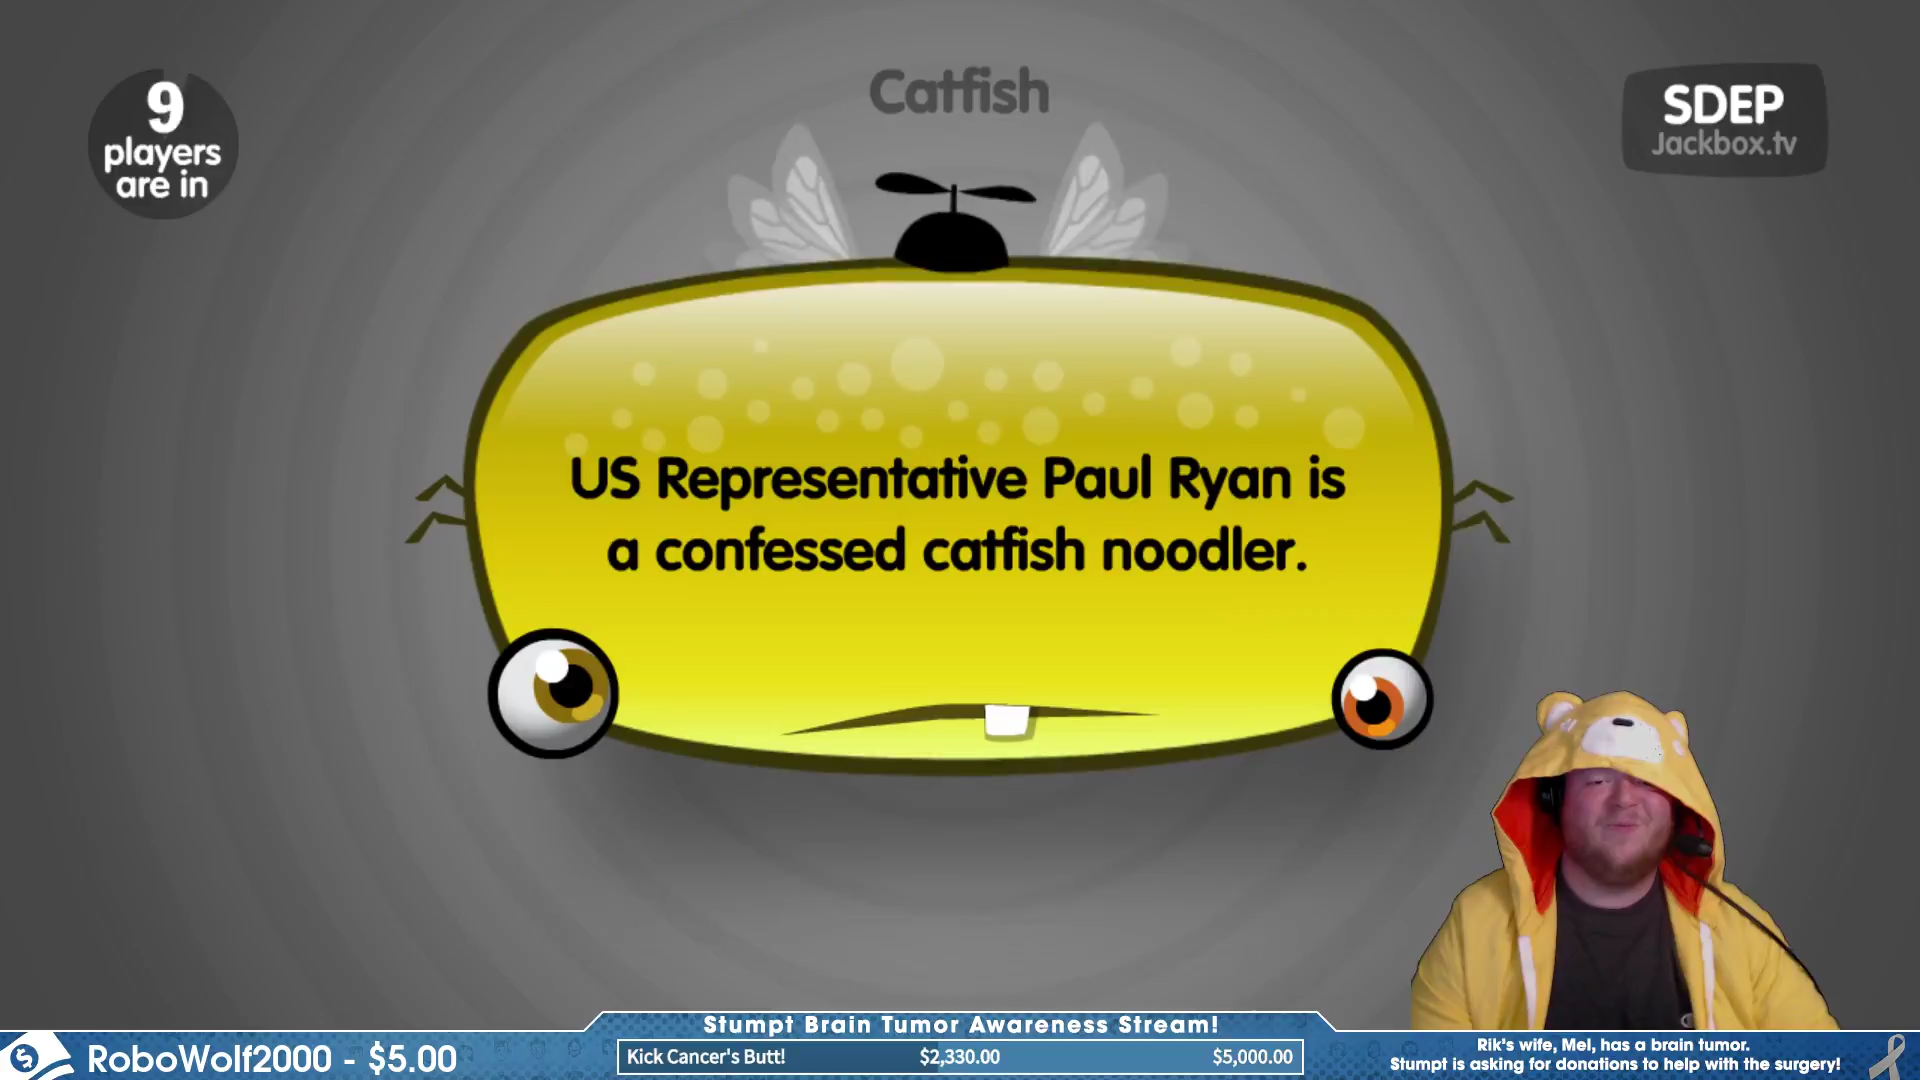 9
players
are in
Catfish
SDEP
Jackbox.tv
US Representative Paul Ryan is
a confessed catfish noodler.
Stumpt Brain Tumor Awareness Stream!
RoboWolf2000 - $5.00
Kick Cancer's Butt! $2,330.00 $5,000.00
Rik's wife, Mel, has a brain tumor.
Stumpt is asking for donations to help with the surgery!